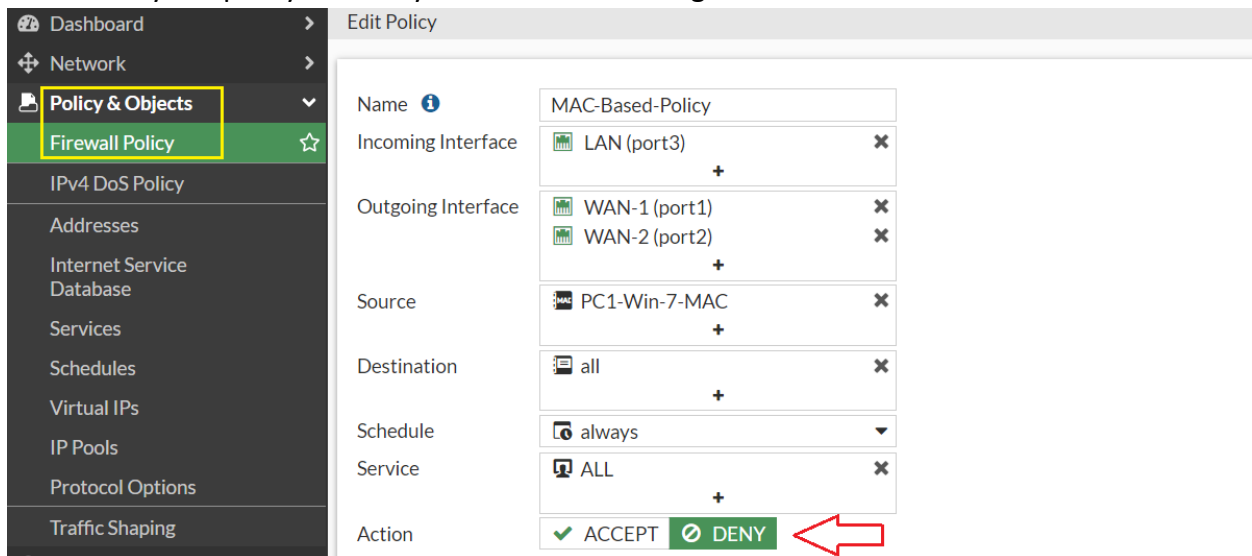 Dashboard
Network
Policy & Objects
Firewall Policy
IPv4 DoS Policy
Addresses
Internet Service
Database
Services
Schedules
Virtual IPs
IP Pools
Protocol Options
Traffic Shaping
Edit Policy
Name MAC-Based-Policy
Incoming Interface LAN (port3)
+
Outgoing Interface WAN-1 (port1)
WAN-2 (port2)
+
Source MAC PC1-Win-7-MAC
+
Destination all
+
Schedule always
Service ALL
+
Action ACCEPT DENY